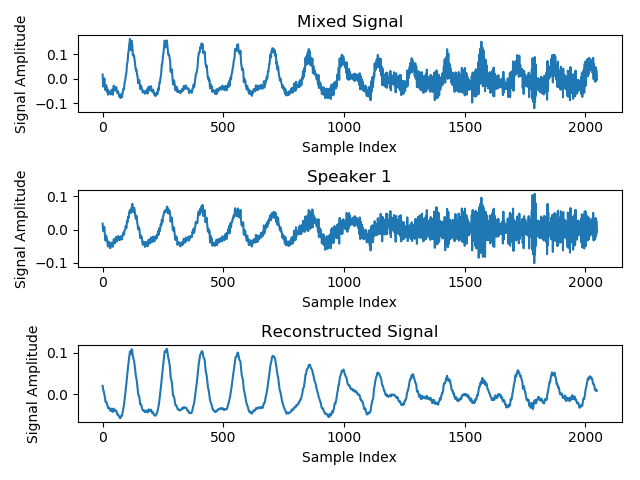 Mixed Signal
Signal Amplitude
0.1
0.0
−0.1
0 500 1000 1500 2000
Sample Index
Speaker 1
Signal Amplitude
0.1
0.0
−0.1
0 500 1000 1500 2000
Sample Index
Reconstructed Signal
Signal Amplitude
0.1
0.0
0 500 1000 1500 2000
Sample Index